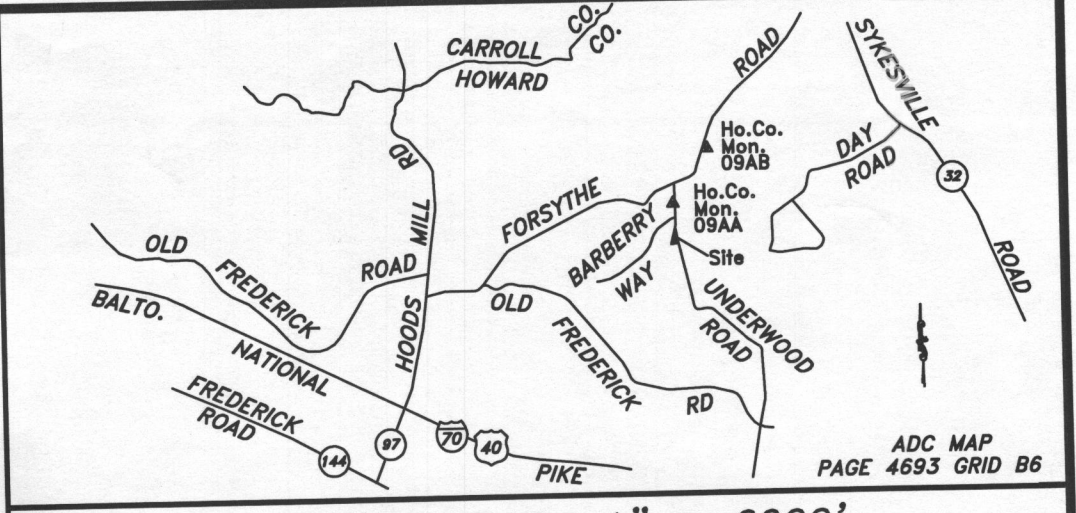 CARROLL CO.
HOWARD CO.
ROAD
SYKESVILLE
ROAD
32
DAY
ROAD
Ho.Co.
Mon.
09AB
Ho.Co.
Mon.
09AA
Site
FORSYTHE
BARBERRY
WAY
UNDERWOOD
ROAD
HOODS MILL RD
OLD
FREDERICK
ROAD
OLD
FREDERICK
RD
BALTO.
NATIONAL
PIKE
70
40
97
FREDERICK
ROAD
144
ADC MAP
PAGE 4693 GRID B6